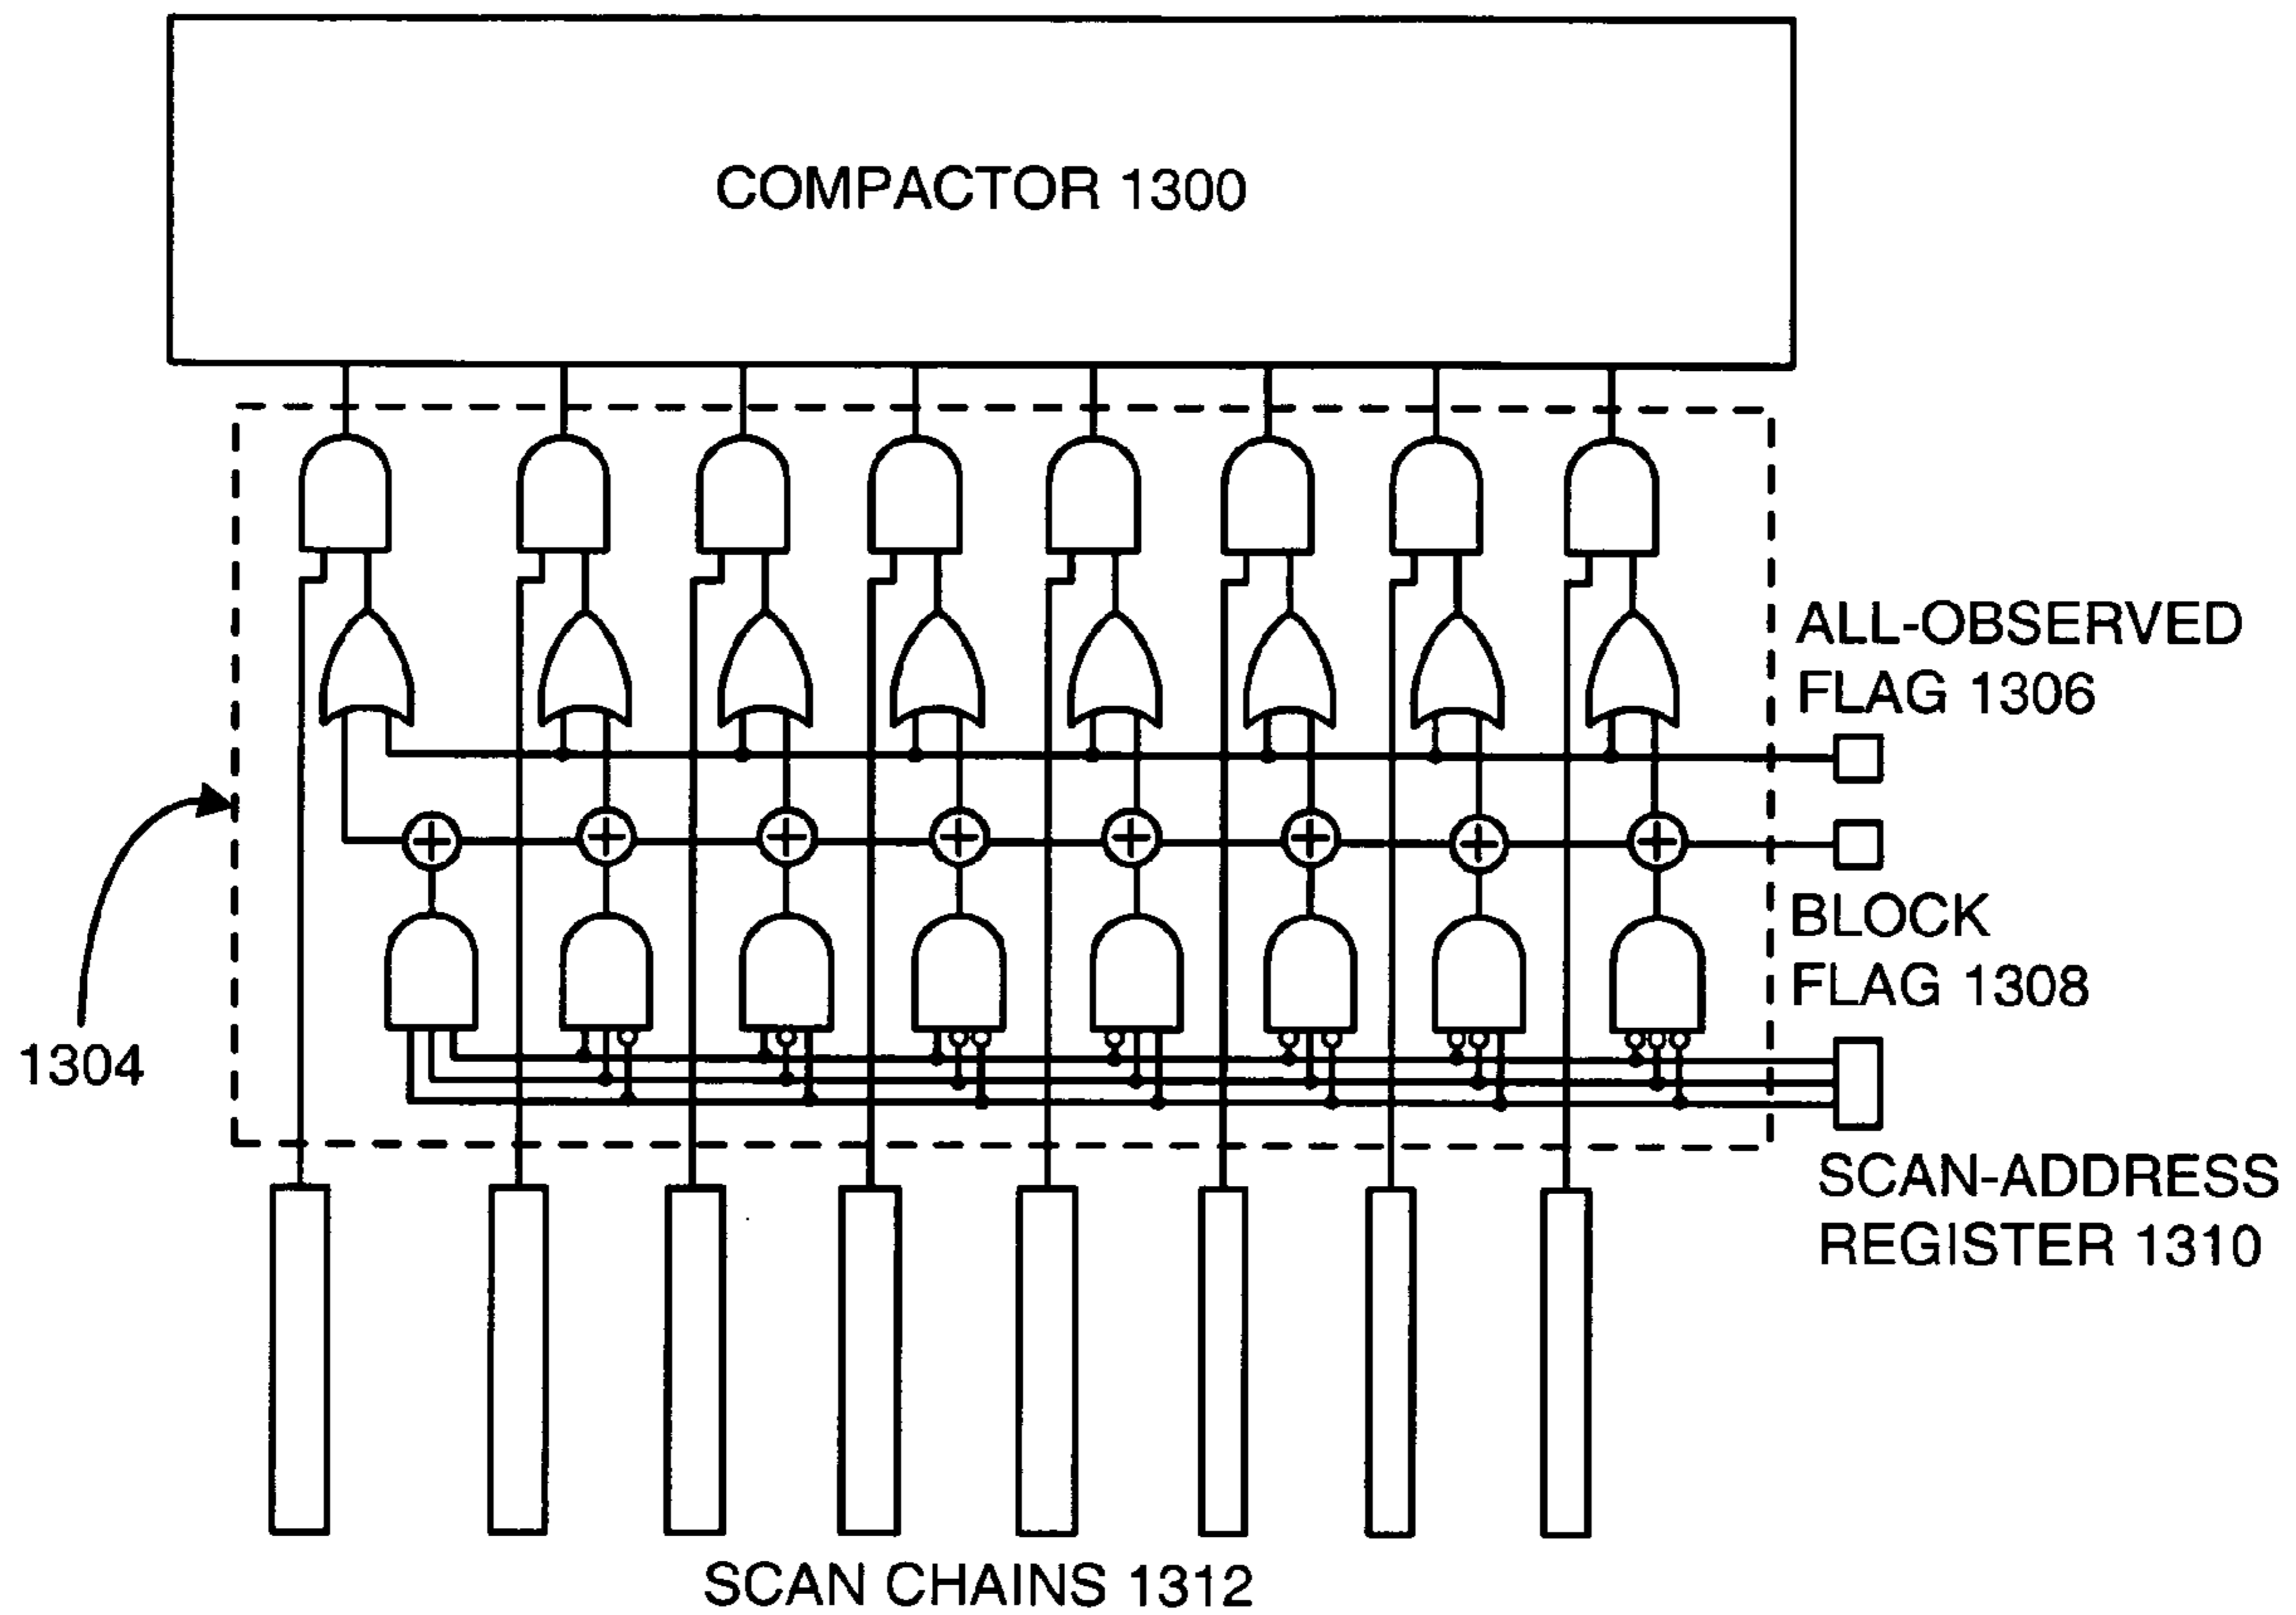 COMPACTOR 1300
ALL-OBSERVED
FLAG 1306
BLOCK
FLAG 1308
1304
SCAN-ADDRESS
REGISTER 1310
SCAN CHAINS 1312